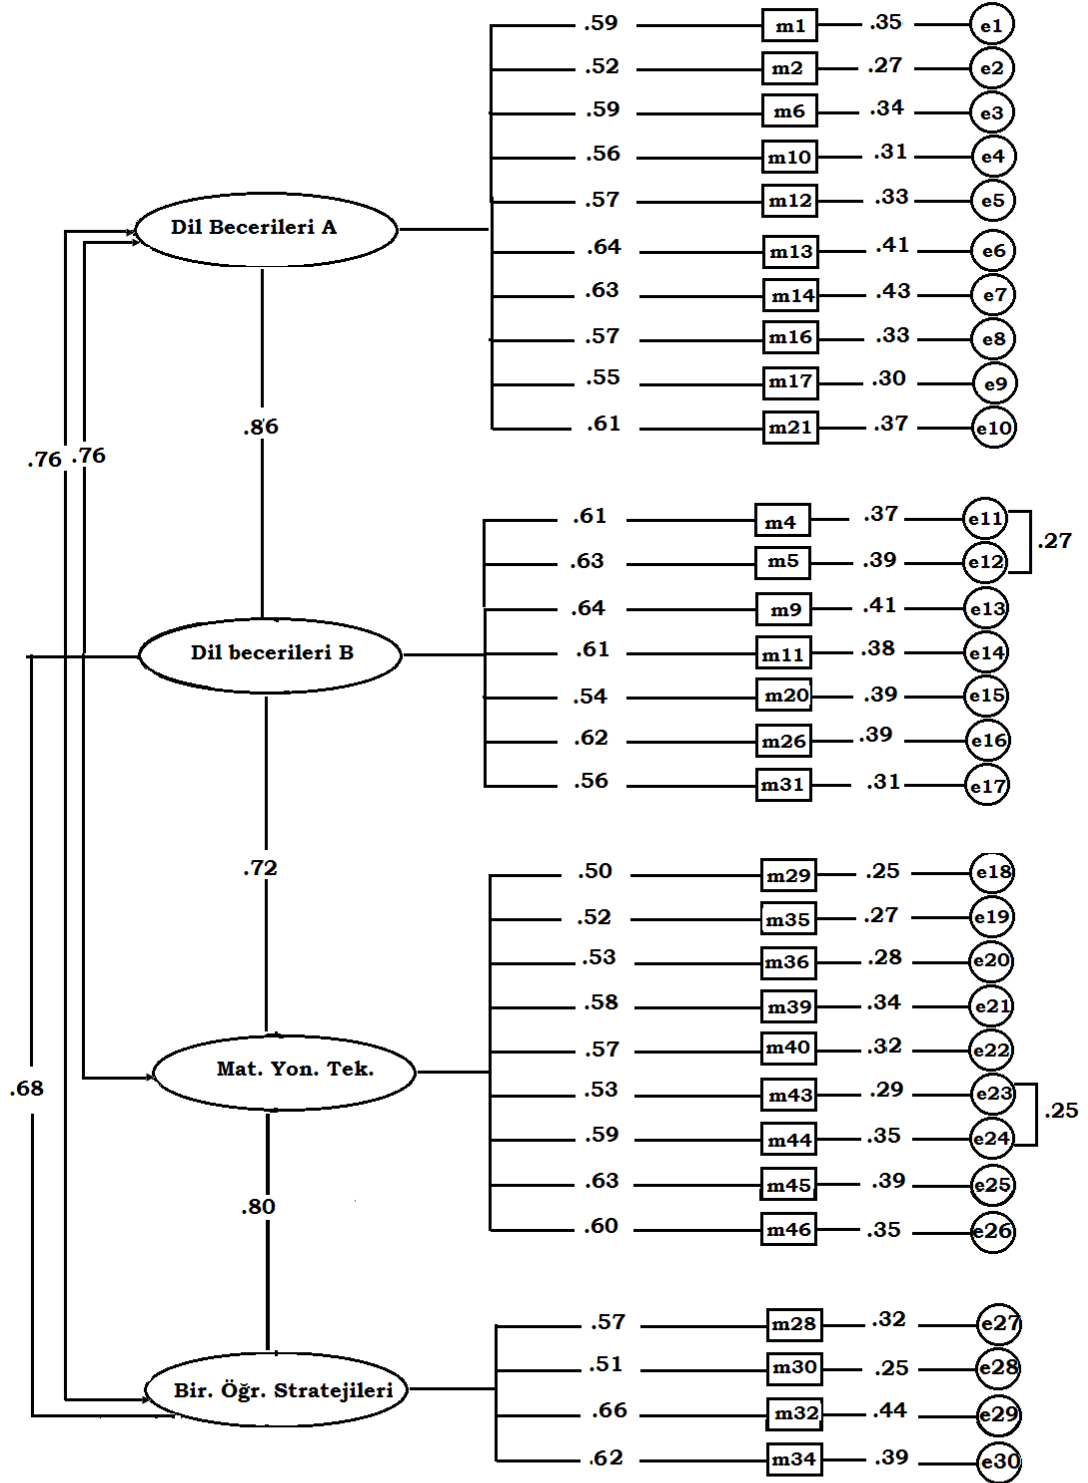 .59 m1 .35 e1
.52 m2 .27 e2
.59 m6 .34 e3
.56 m10 .31 e4
.57 m12 .33 e5
Dil Becerileri A
.64 m13 .41 e6
.63 m14 .43 e7
.57 m16 .33 e8
.55 m17 .30 e9
.61 m21 .37 e10
.86
.76 .76
.61 m4 .37 e11
.27
.63 m5 .39 e12
.64 m9 .41 e13
Dil becerileri B
.61 m11 .38 e14
.54 m20 .39 e15
.62 m26 .39 e16
.56 m31 .31 e17
.72
.50 m29 .25 e18
.52 m35 .27 e19
.53 m36 .28 e20
.58 m39 .34 e21
.57 m40 .32 e22
Mat. Yon. Tek.
.68
.53 m43 .29 e23
.25
.59 m44 .35 e24
.63 m45 .39 e25
.80
.60 m46 .35 e26
.57 m28 .32 e27
.51 m30 .25 e28
Bir. Öğr. Stratejileri
.66 m32 .44 e29
.62 m34 .39 e30